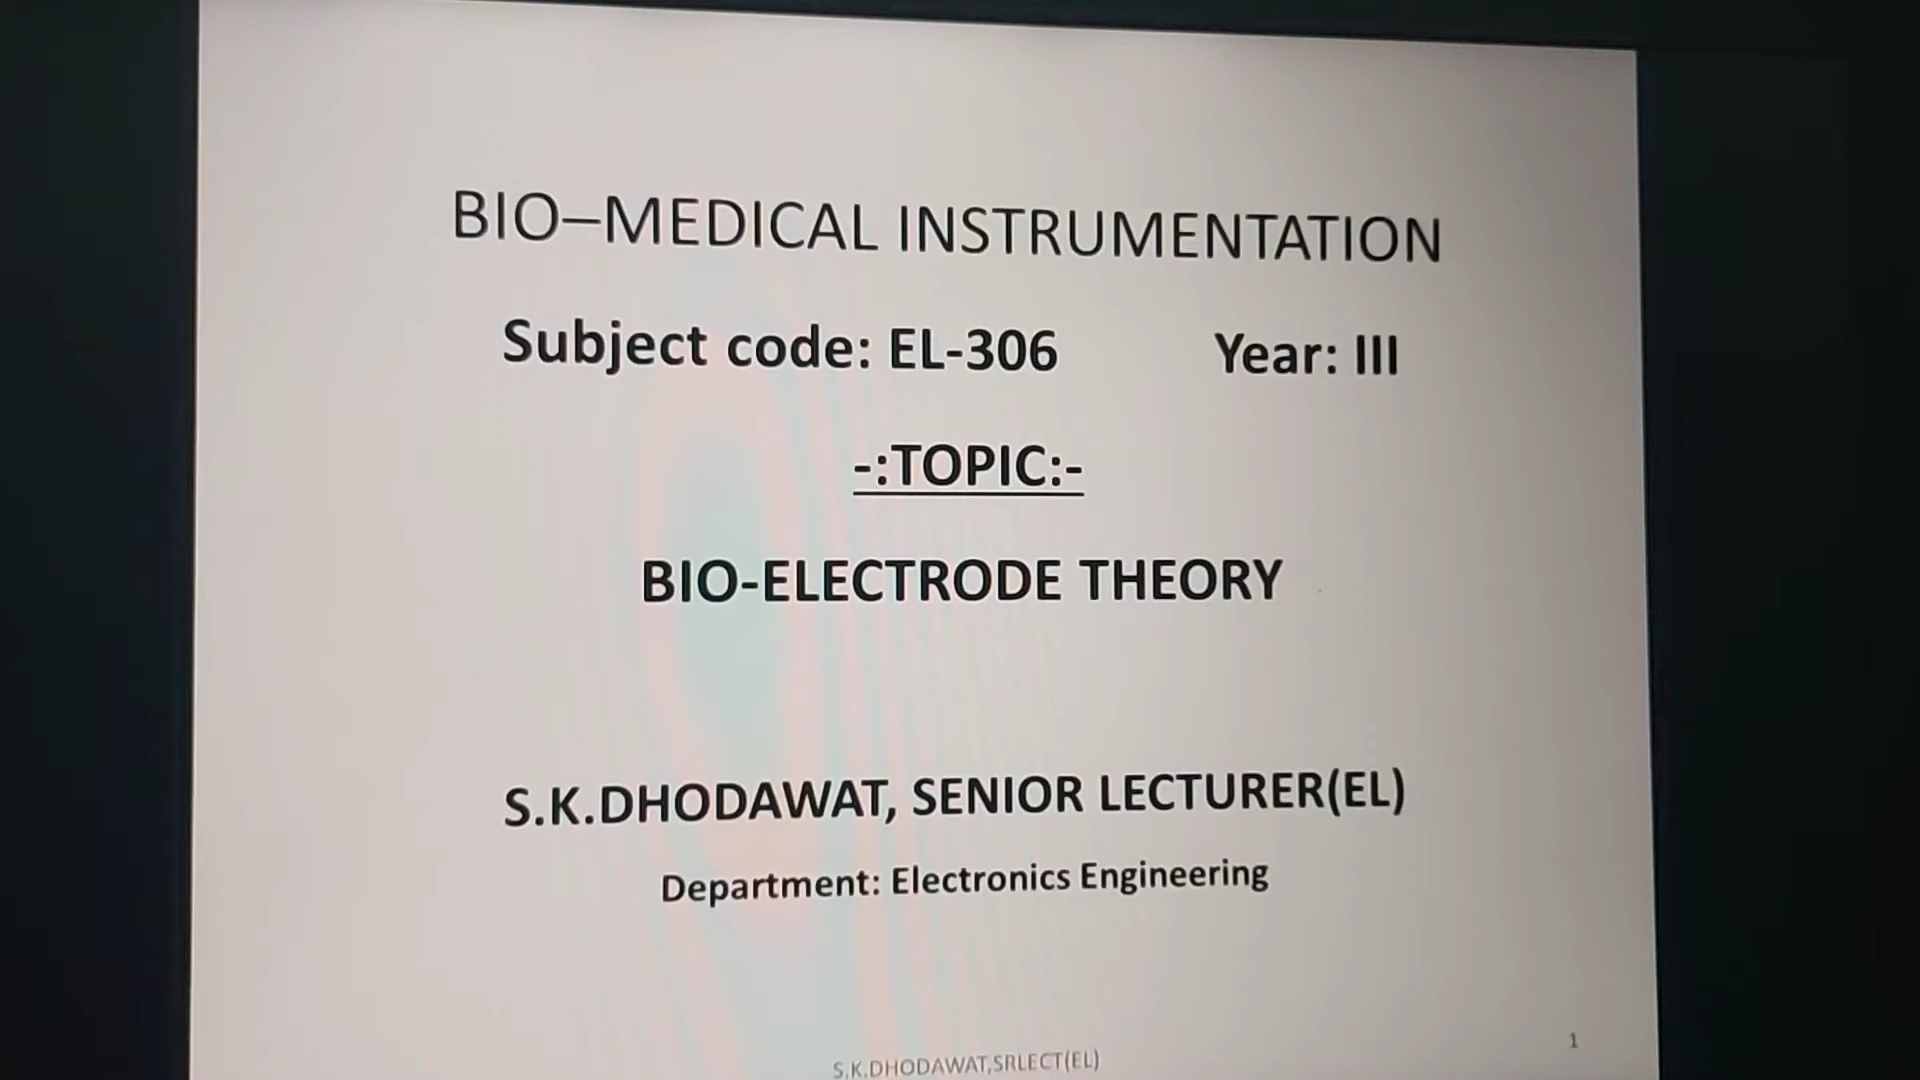 BIO–MEDICAL INSTRUMENTATION
Subject code: EL-306 Year: III
-:TOPIC:-
BIO-ELECTRODE THEORY
S.K.DHODAWAT, SENIOR LECTURER(EL)
Department: Electronics Engineering
S.K.DHODAWAT,SRLECT(EL)
1